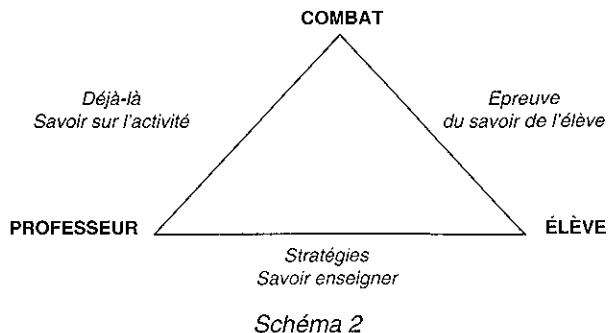 COMBAT
Déjà-là
Savoir sur l'activité
Epreuve
du savoir de l'élève
PROFESSEUR
ÉLÈVE
Stratégies
Savoir enseigner
Schéma 2